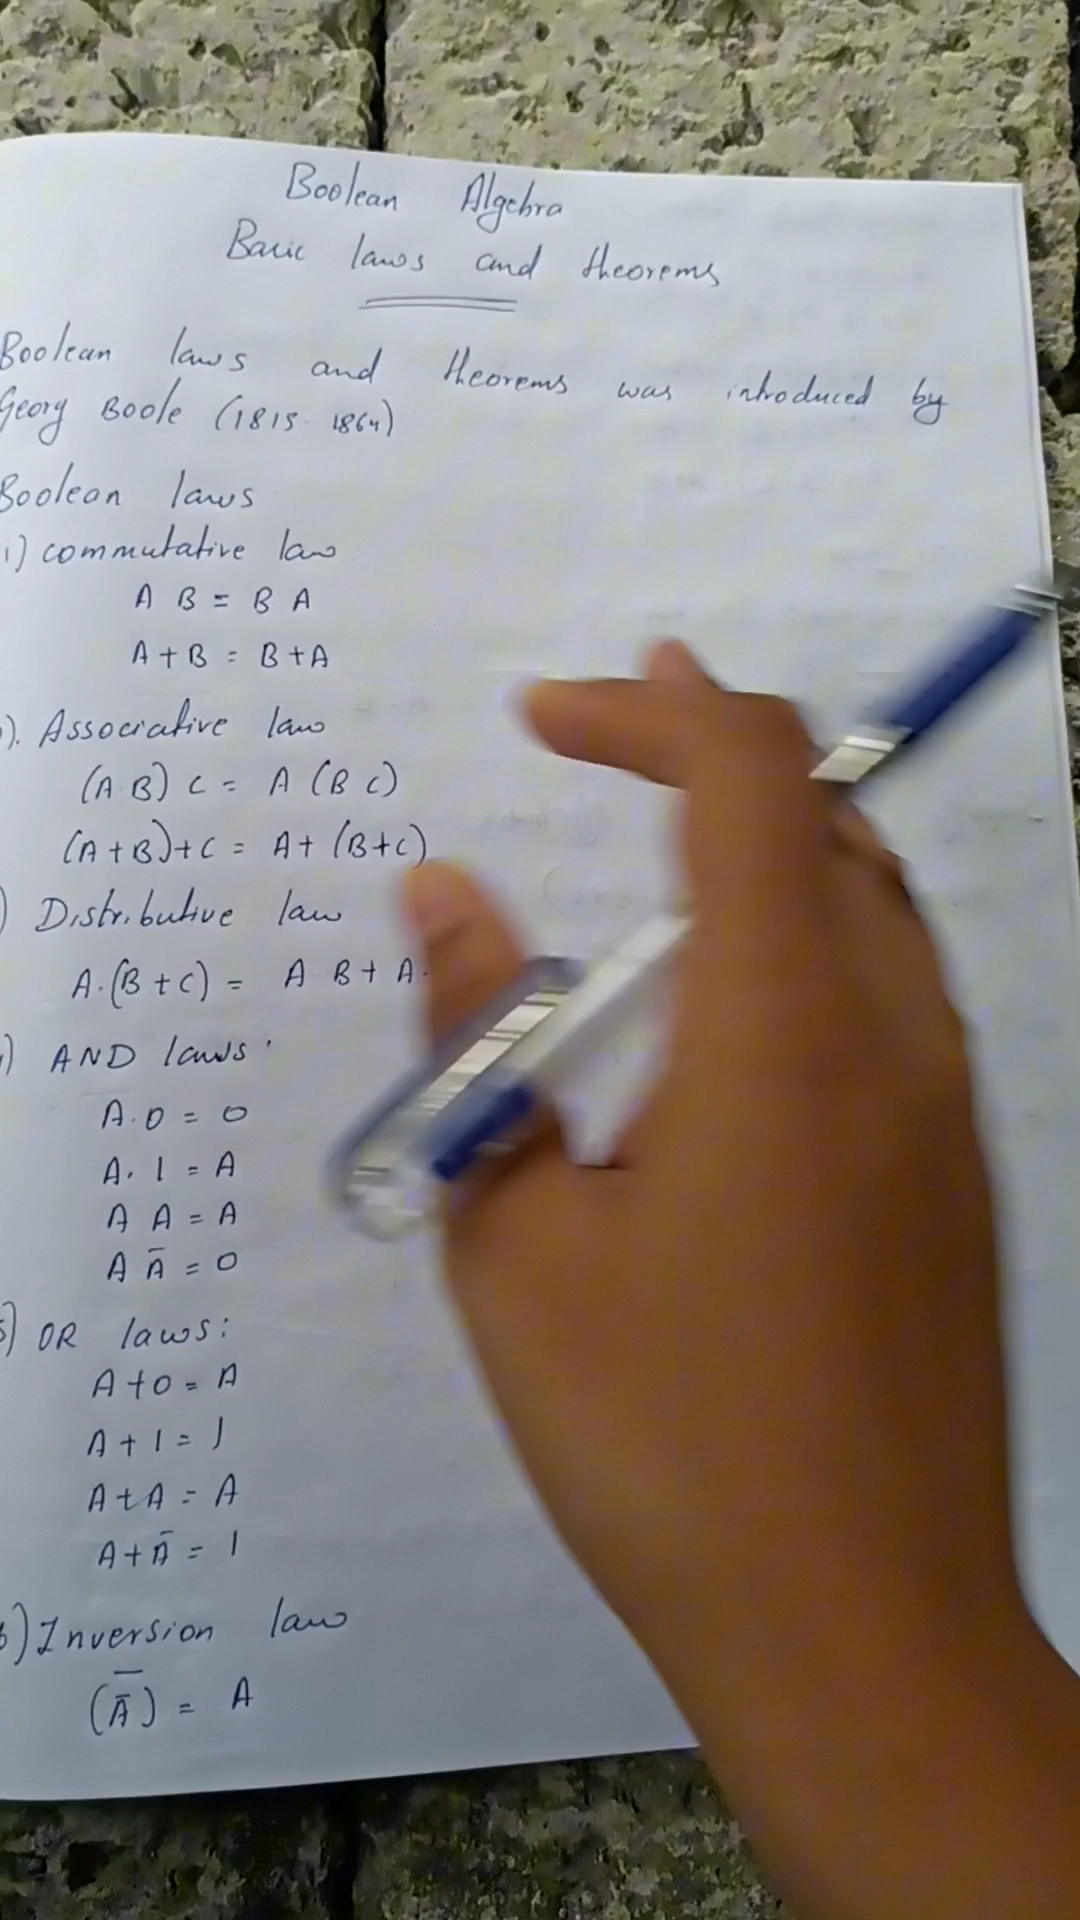 Boolean Algebra
Basic laws and theorems
Boolean laws and theorems was introduced by
Georg Boole (1815-1864)
Boolean laws
1) commutative law
A B = B A
A+B = B+A
). Associative law
(A B) C = A (B C)
(A+B)+C = A+ (B+C)
) Distributive law
A.(B+C) = A B + A.
) AND laws:
A.0 = 0
A. 1 = A
A A = A
A Ā = 0
5) OR laws:
A+0 = A
A+1 = 1
A+A = A
A+Ā = 1
6) Inversion law
(Ā̅) = A